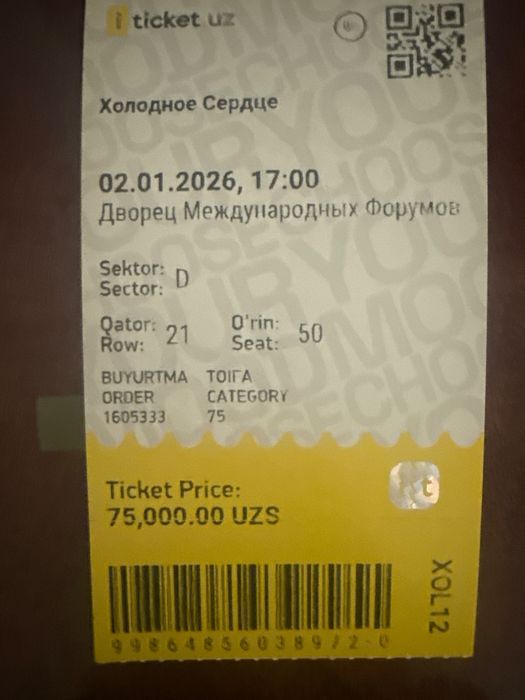 iticket.uz
Холодное Сердце
02.01.2026, 17:00
Дворец Международных Форумов
Sektor:
Sector: D
Qator:
Row: 21
O'rin:
Seat: 50
BUYURTMA
ORDER
1605333
TOIFA
CATEGORY
75
Ticket Price:
75,000.00 UZS
XOL12